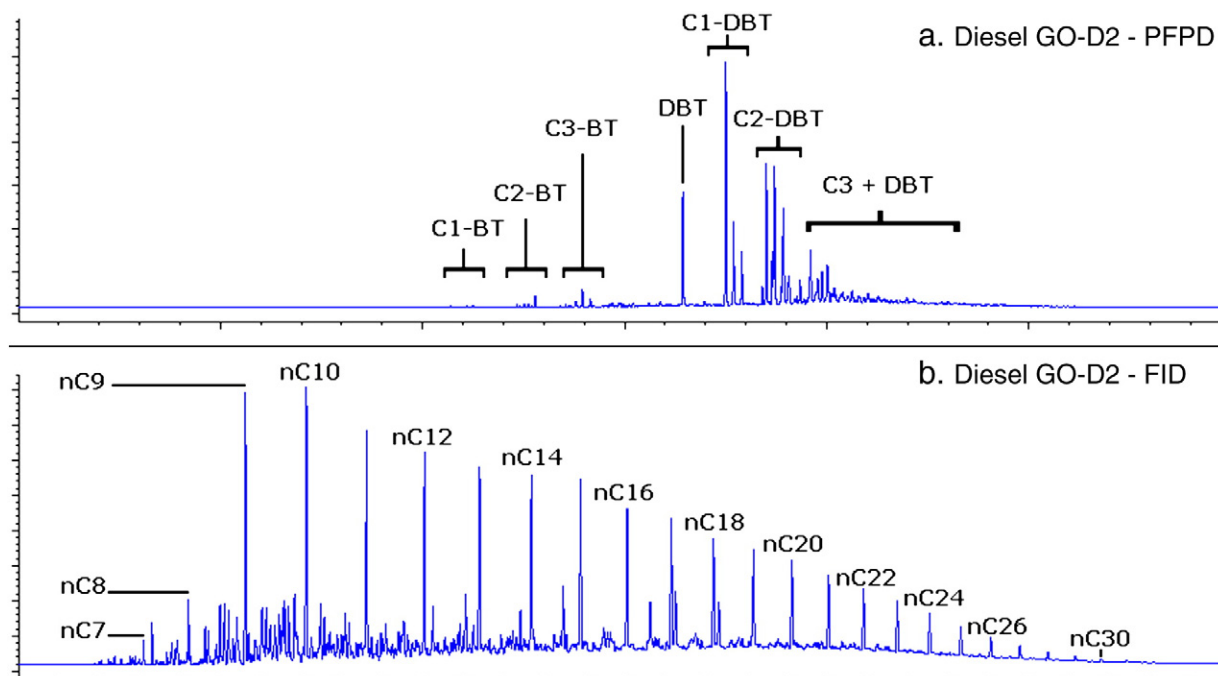 a. Diesel GO-D2 - PFPD
C1-DBT
DBT
C2-DBT
C3-BT
C3 + DBT
C2-BT
C1-BT
b. Diesel GO-D2 - FID
nC9
nC10
nC12
nC14
nC16
nC18
nC20
nC22
nC24
nC26
nC30
nC8
nC7